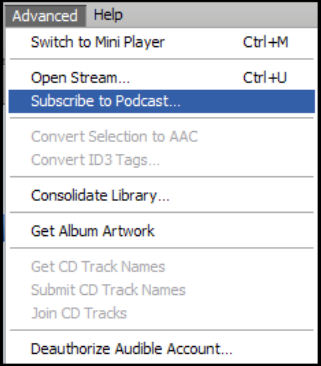 Advanced Help
Switch to Mini Player Ctrl+M
Open Stream... Ctrl+U
Subscribe to Podcast...
Convert Selection to AAC
Convert ID3 Tags...
Consolidate Library...
Get Album Artwork
Get CD Track Names
Submit CD Track Names
Join CD Tracks
Deauthorize Audible Account...